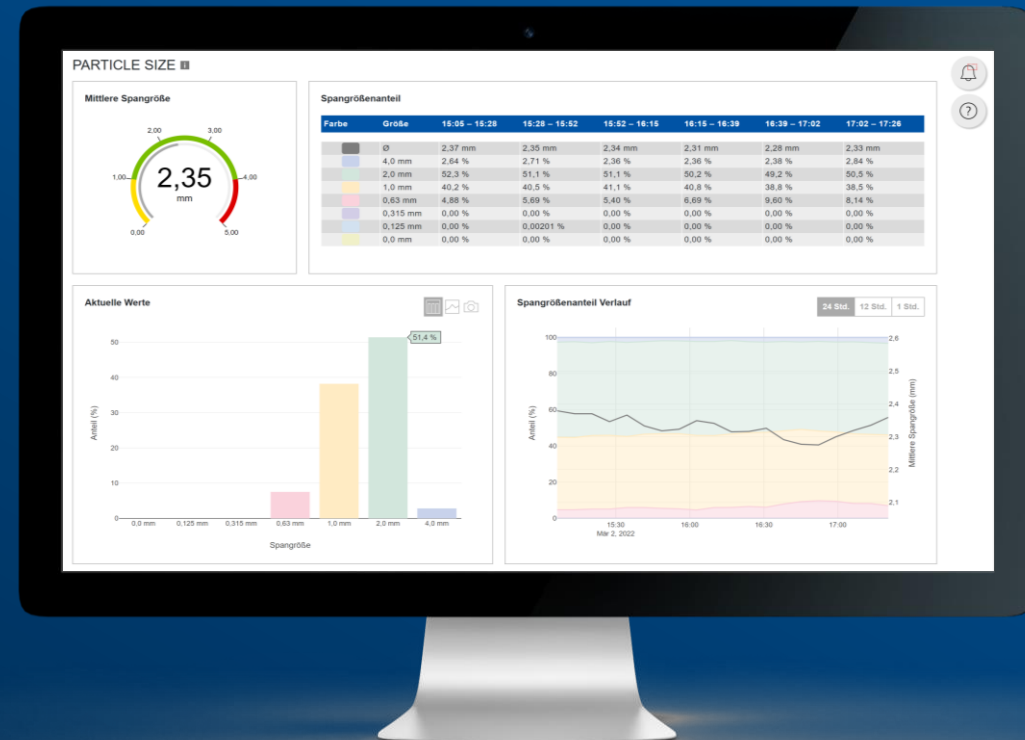 PARTICLE SIZE i
Mittlere Spangröße
2,00 3,00
1,00 4,00
2,35
mm
0,00 5,00
Spangrößenanteil
Farbe Größe 15:05 – 15:28 15:28 – 15:52 15:52 – 16:15 16:15 – 16:39 16:39 – 17:02 17:02 – 17:26
Ø 2,37 mm 2,35 mm 2,34 mm 2,31 mm 2,28 mm 2,33 mm
4,0 mm 2,64 % 2,71 % 2,36 % 2,36 % 2,38 % 2,84 %
2,0 mm 52,3 % 51,1 % 51,1 % 50,2 % 49,2 % 50,5 %
1,0 mm 40,2 % 40,5 % 41,1 % 40,8 % 38,8 % 38,5 %
0,63 mm 4,88 % 5,69 % 5,40 % 6,69 % 9,60 % 8,14 %
0,315 mm 0,00 % 0,00 % 0,00 % 0,00 % 0,00 % 0,00 %
0,125 mm 0,00 % 0,00201 % 0,00 % 0,00 % 0,00 % 0,00 %
0,0 mm 0,00 % 0,00 % 0,00 % 0,00 % 0,00 % 0,00 %
?
Aktuelle Werte
50
40
30
20
10
0
Anteil (%)
51,4 %
0,0 mm 0,125 mm 0,315 mm 0,63 mm 1,0 mm 2,0 mm 4,0 mm
Spangröße
Spangrößenanteil Verlauf
24 Std. 12 Std. 1 Std.
100
80
60
40
20
0
Anteil (%)
2,6
2,5
2,4
2,3
2,2
2,1
Mittlere Spangröße (mm)
15:30 16:00 16:30 17:00
Mär 2, 2022